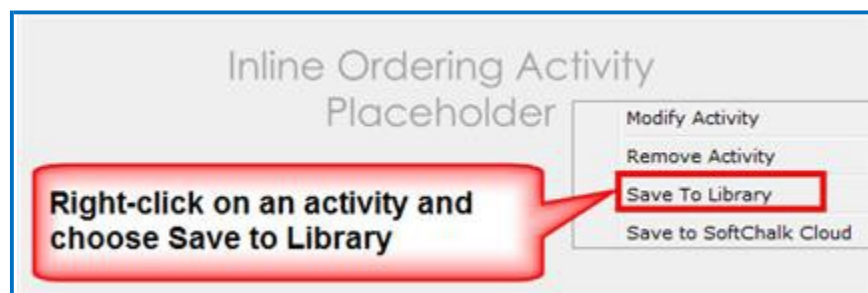 Inline Ordering Activity
Placeholder
Modify Activity
Remove Activity
Save To Library
Save to SoftChalk Cloud
Right-click on an activity and
choose Save to Library